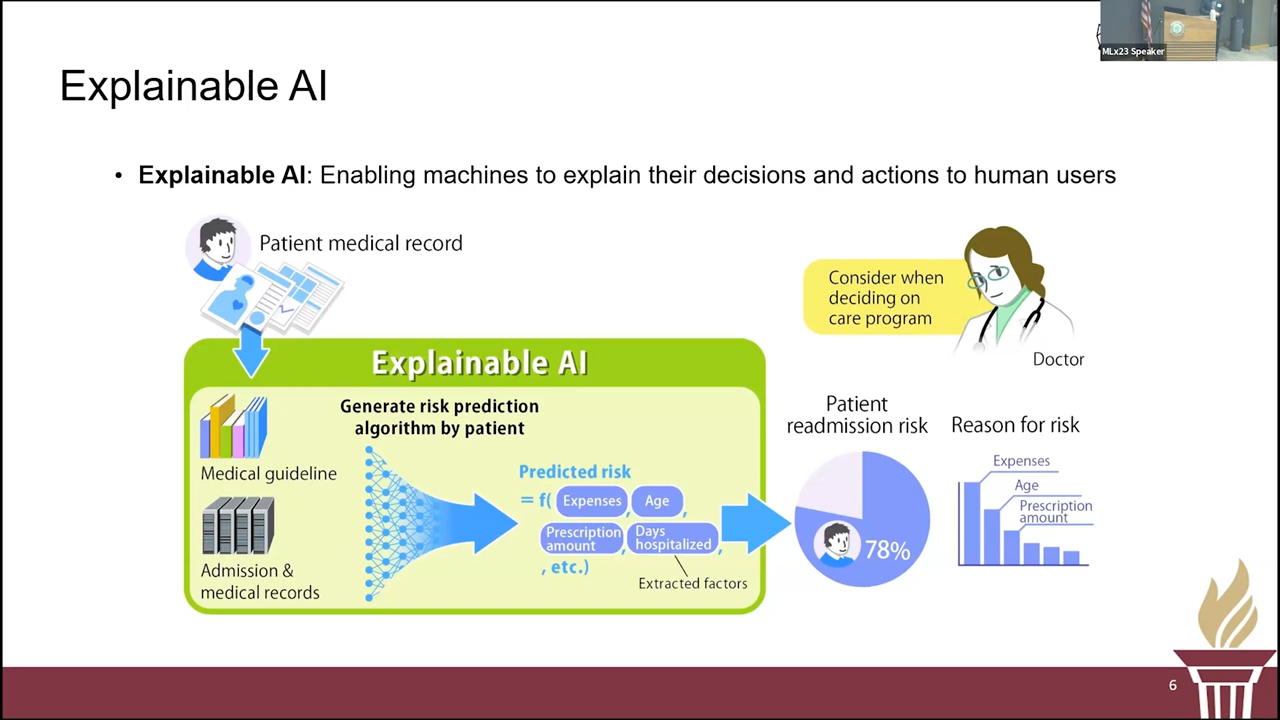 MLx23 Speaker
Explainable AI
• Explainable AI: Enabling machines to explain their decisions and actions to human users
Patient medical record
Consider when
deciding on
care program
Doctor
Explainable AI
Medical guideline
Admission &
medical records
Generate risk prediction
algorithm by patient
Predicted risk
= f( Expenses , Age ,
Prescription
amount , Days
hospitalized ,
, etc.)
Extracted factors
Patient
readmission risk
78%
Reason for risk
Expenses
Age
Prescription
amount
6